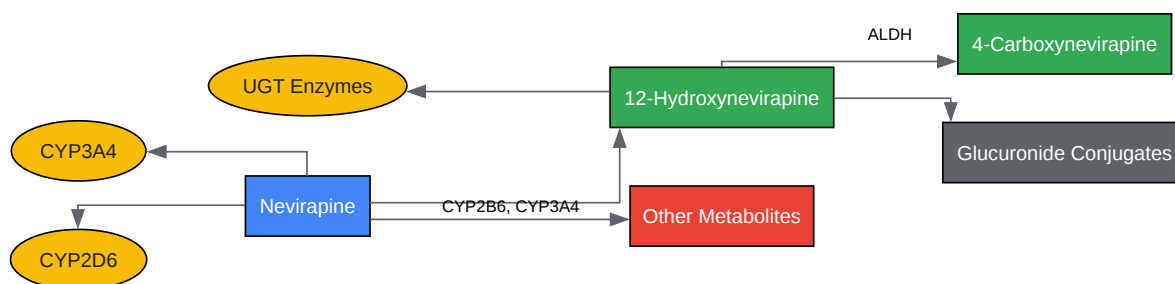 ALDH
4-Carboxynevirapine
UGT Enzymes
12-Hydroxynevirapine
CYP3A4
Glucuronide Conjugates
Nevirapine
CYP2B6, CYP3A4
Other Metabolites
CYP2D6